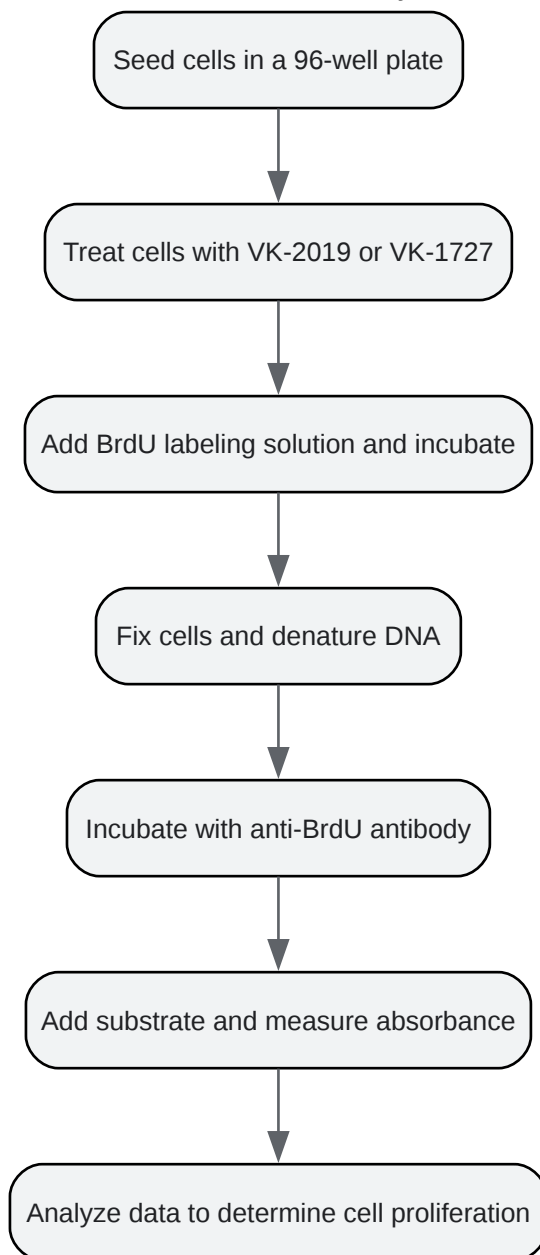 Seed cells in a 96-well plate
Treat cells with VK-2019 or VK-1727
Add BrdU labeling solution and incubate
Fix cells and denature DNA
Incubate with anti-BrdU antibody
Add substrate and measure absorbance
Analyze data to determine cell proliferation